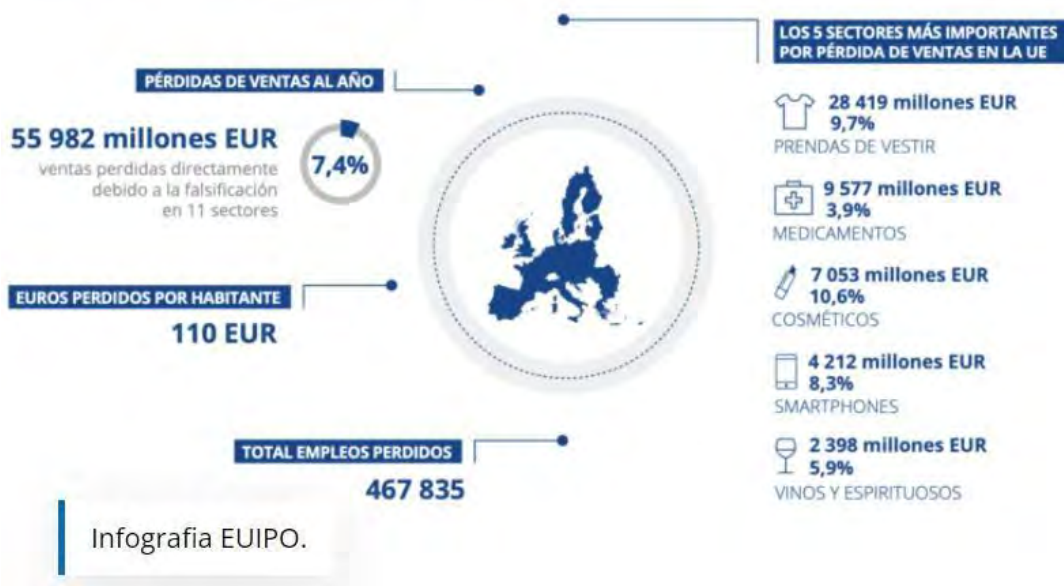 PÉRDIDAS DE VENTAS AL AÑO
55 982 millones EUR
ventas perdidas directamente
debido a la falsificación
en 11 sectores
7,4%
EUROS PERDIDOS POR HABITANTE
110 EUR
TOTAL EMPLEOS PERDIDOS
467 835
LOS 5 SECTORES MÁS IMPORTANTES
POR PÉRDIDA DE VENTAS EN LA UE
28 419 millones EUR
9,7%
PRENDAS DE VESTIR
9 577 millones EUR
3,9%
MEDICAMENTOS
7 053 millones EUR
10,6%
COSMÉTICOS
4 212 millones EUR
8,3%
SMARTPHONES
2 398 millones EUR
5,9%
VINOS Y ESPIRITUOSOS
Infografia EUIPO.